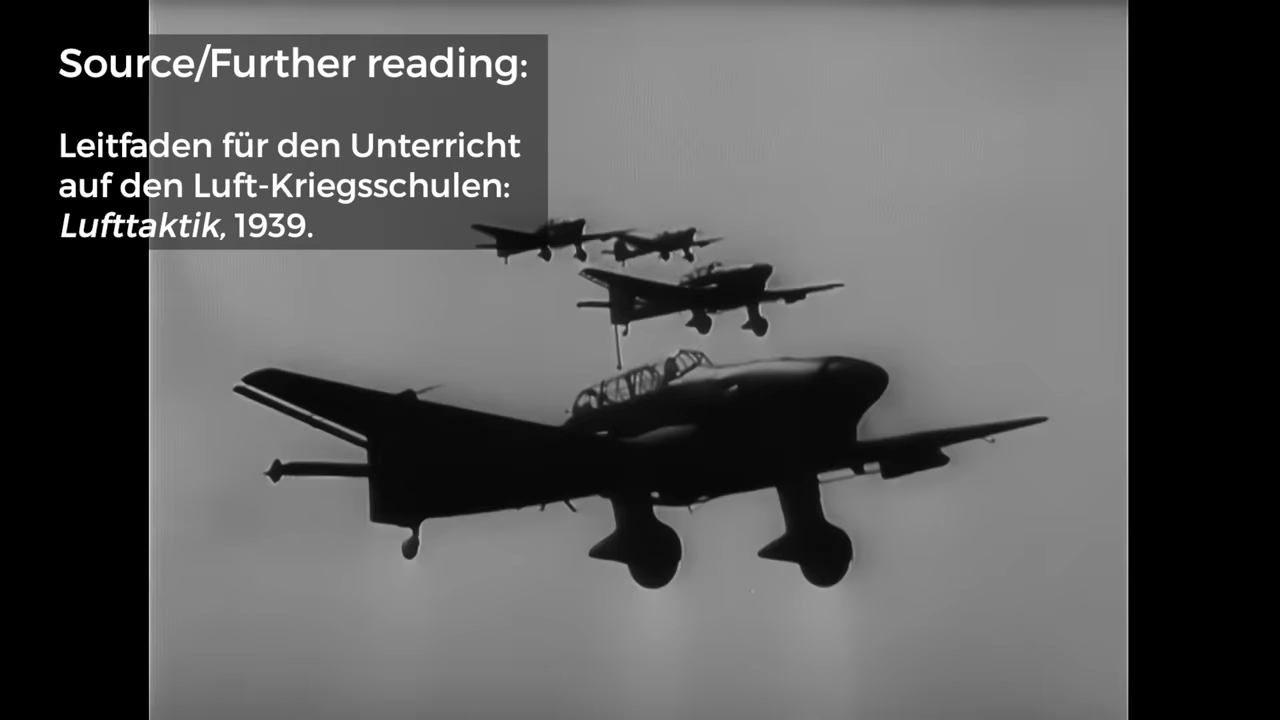 Source/Further reading:
Leitfaden für den Unterricht
auf den Luft-Kriegsschulen:
Lufttaktik, 1939.